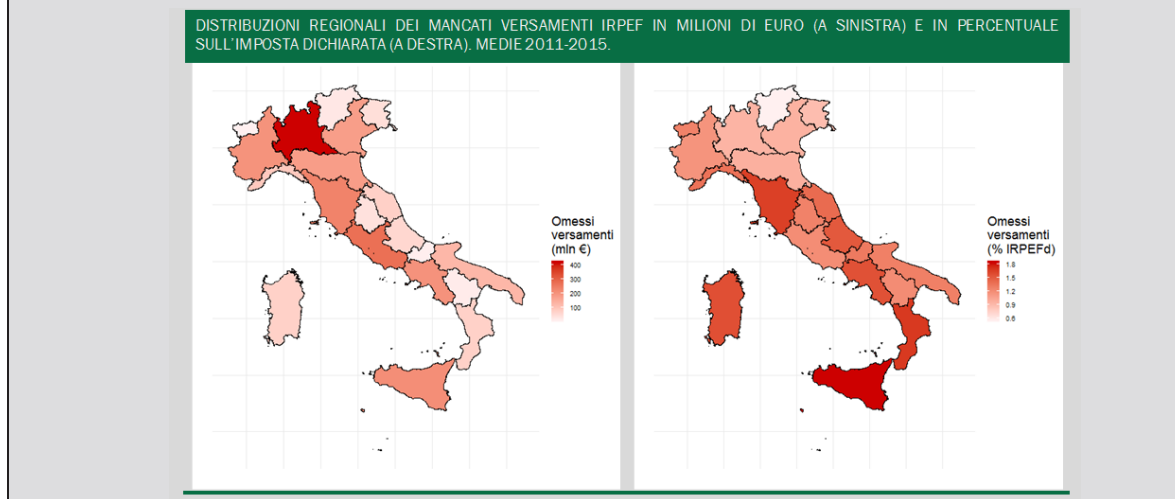 DISTRIBUZIONI REGIONALI DEI MANCATI VERSAMENTI IRPEF IN MILIONI DI EURO (A SINISTRA) E IN PERCENTUALE
SULL'IMPOSTA DICHIARATA (A DESTRA). MEDIE 2011-2015.
Omessi
versamenti
(mln €)
400
300
200
100
Omessi
versamenti
(% IRPEFd)
1.8
1.5
1.2
0.9
0.6